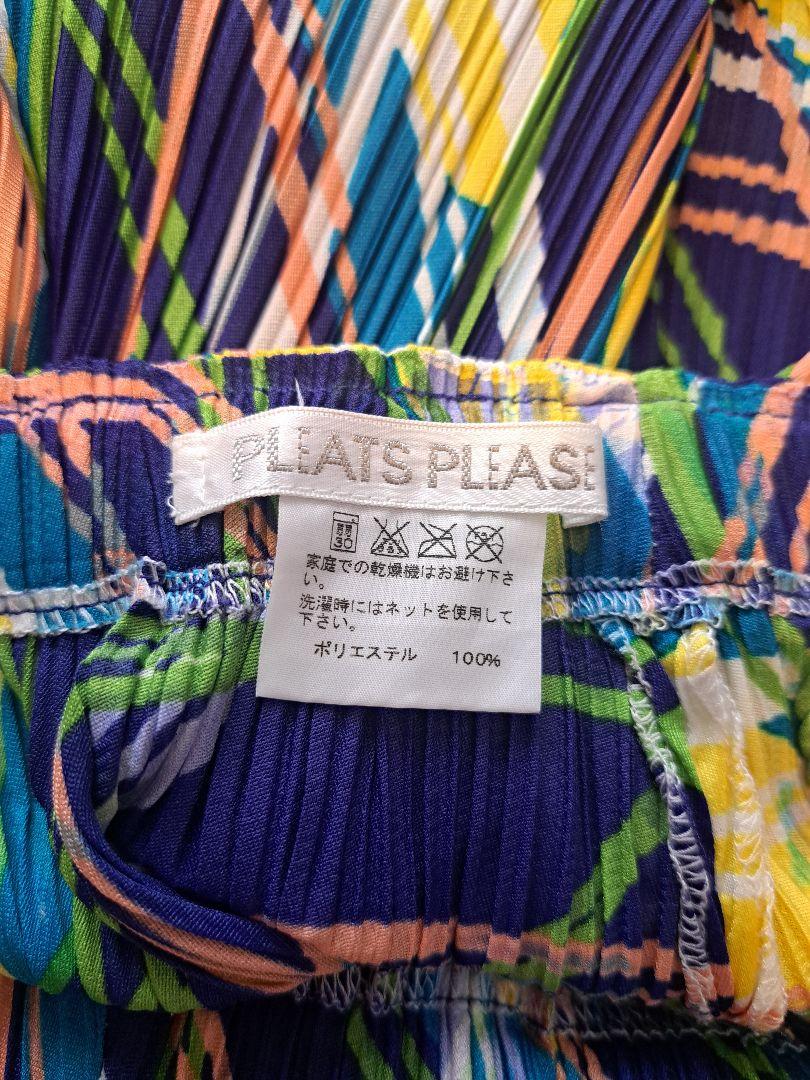 PLEATS PLEASE
30
家庭での乾燥機はお避け下さ
い。
洗濯時にはネットを使用して
下さい。
ポリエステル 100%